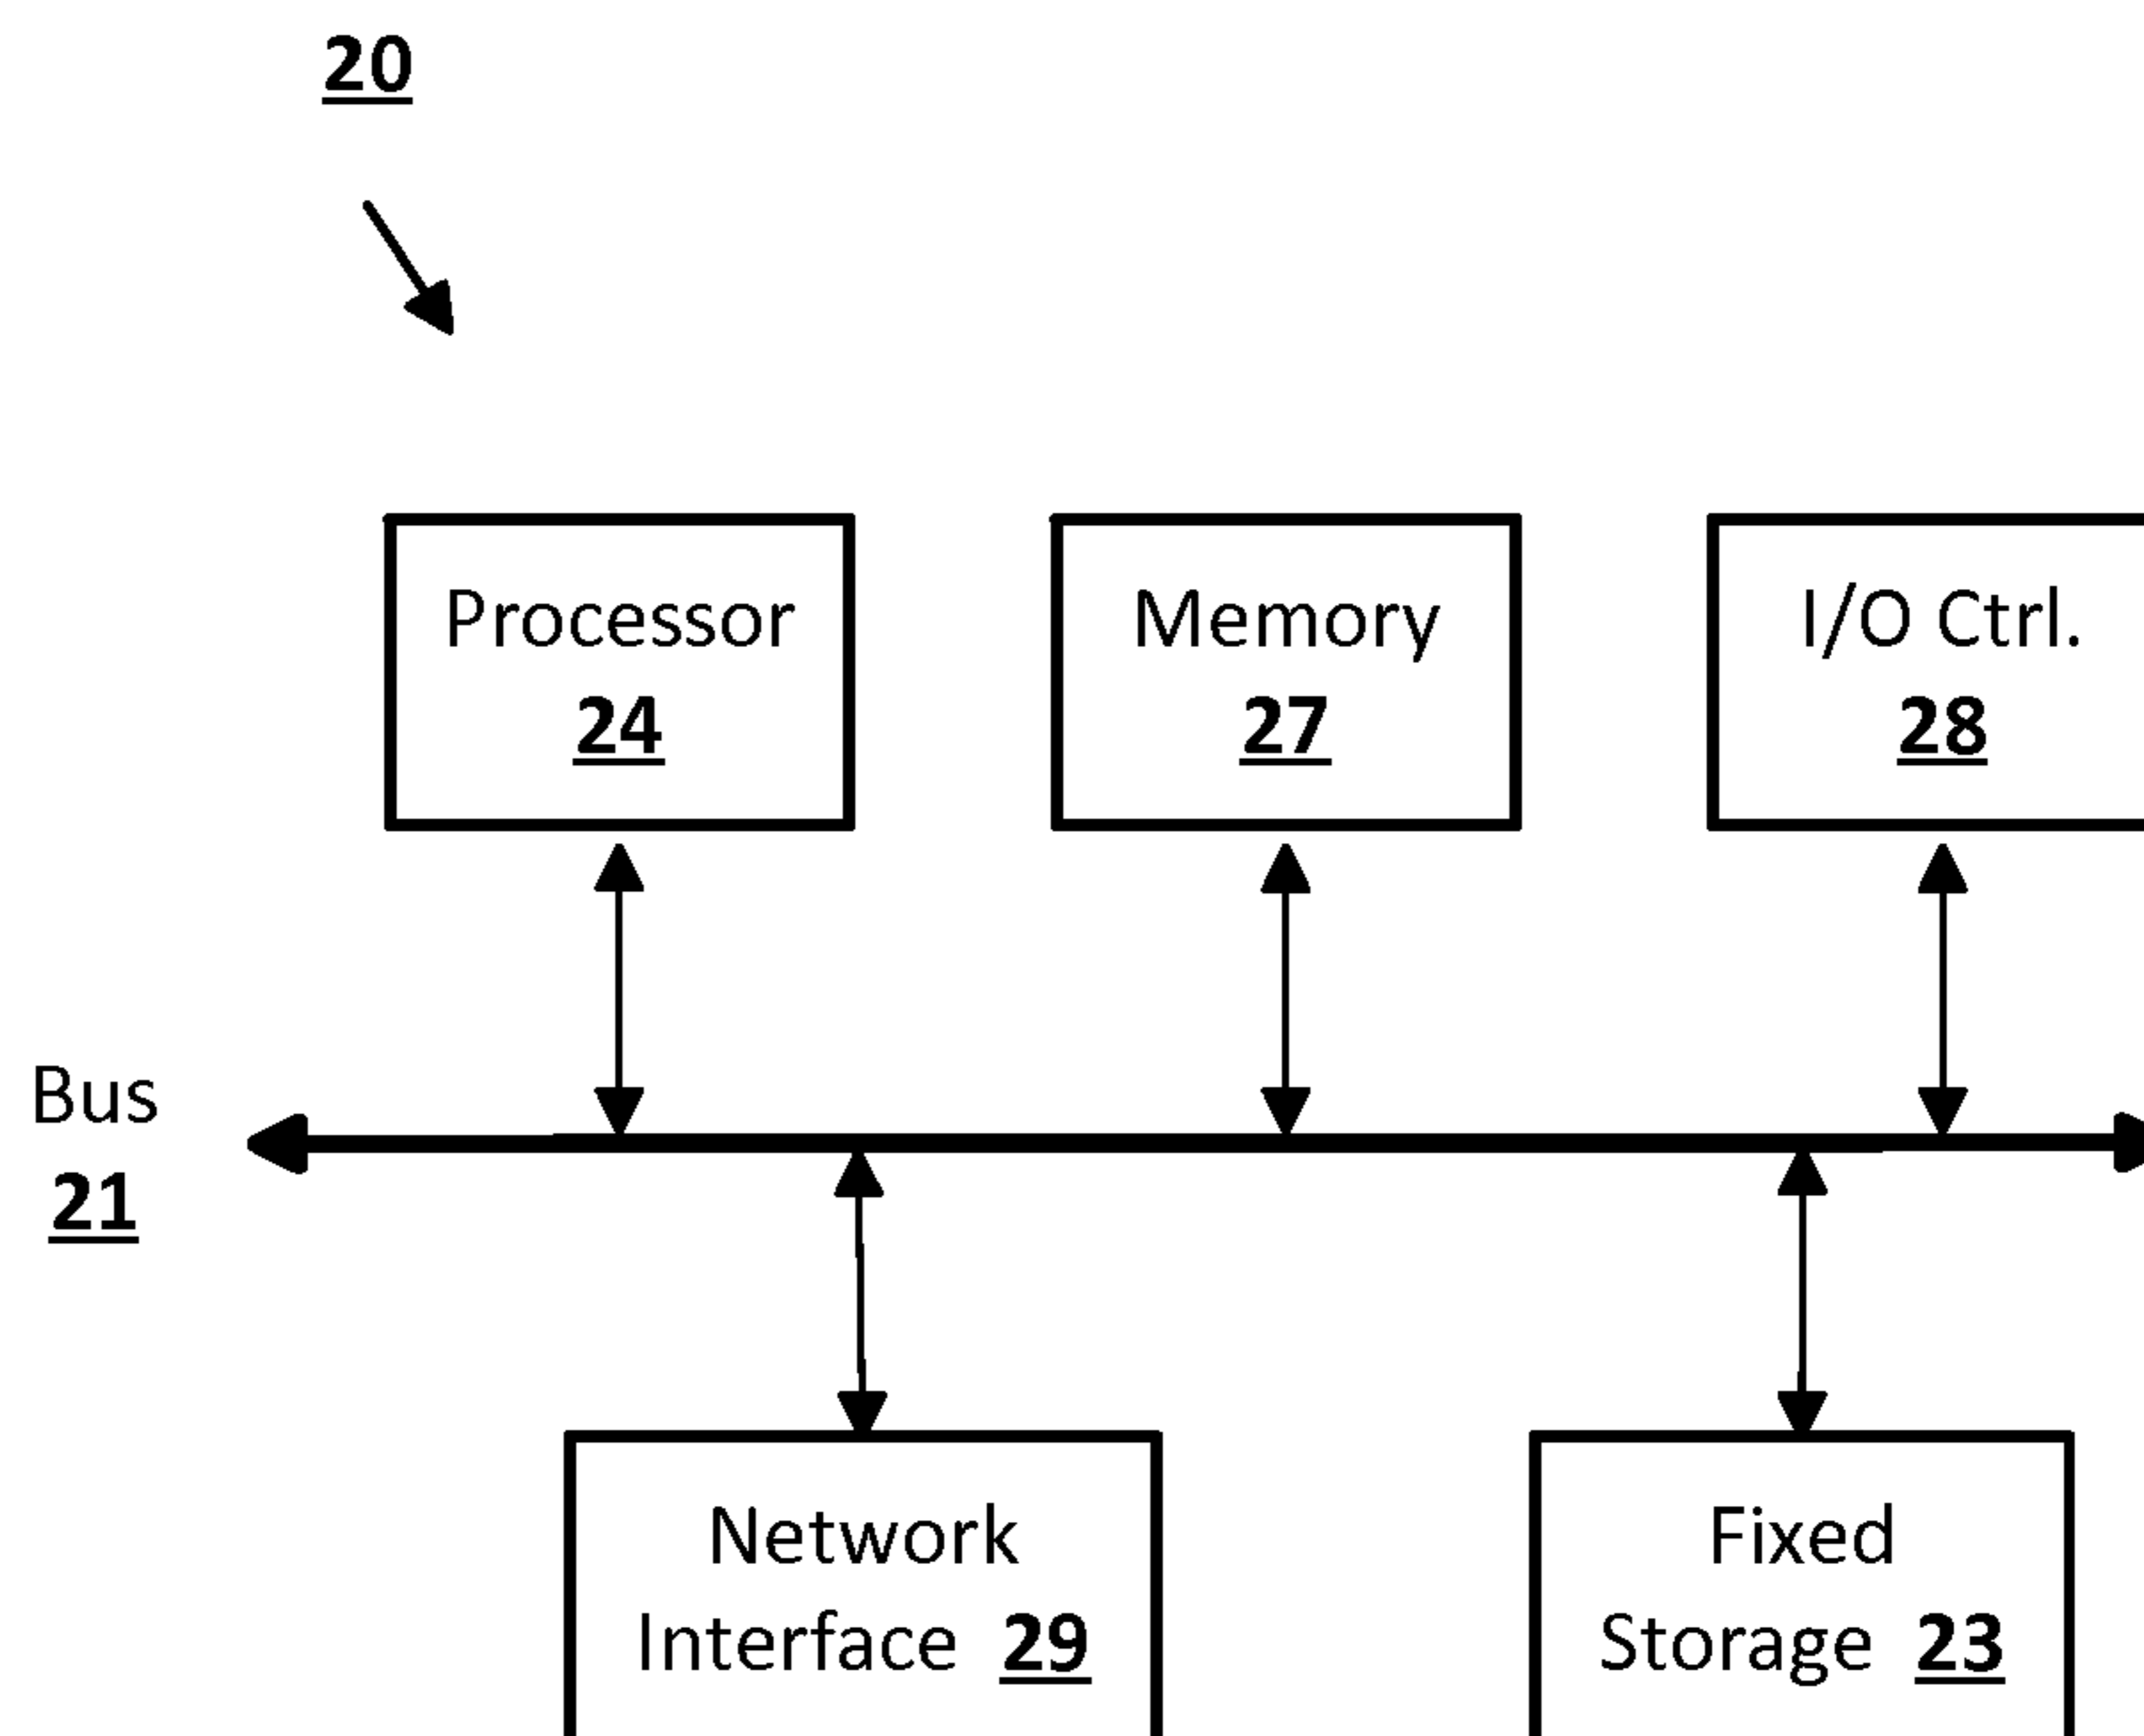 20
Processor
24
Memory
27
I/O Ctrl.
28
Bus
21
Network
Interface 29
Fixed
Storage 23